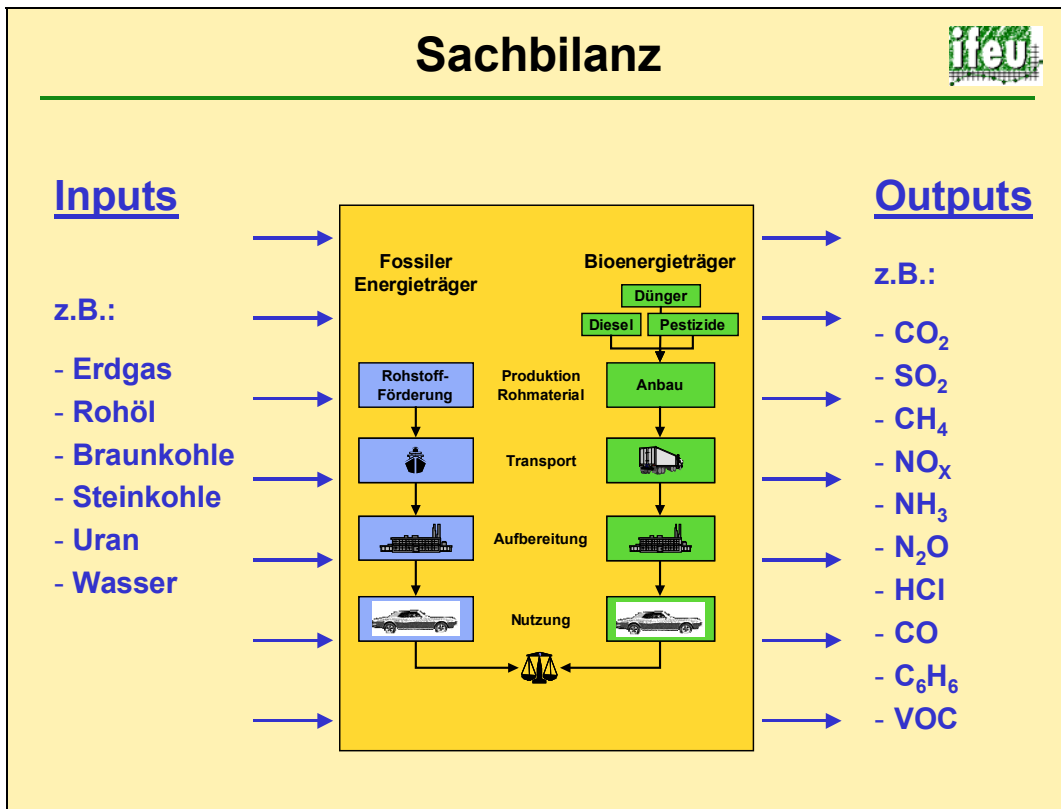 Sachbilanz
ifeu
Inputs
z.B.:
- Erdgas
- Rohöl
- Braunkohle
- Steinkohle
- Uran
- Wasser
Fossiler
Energieträger
Bioenergieträger
Dünger
Diesel
Pestizide
Rohstoff-
Förderung
Produktion
Rohmaterial
Anbau
Transport
Aufbereitung
Nutzung
Outputs
z.B.:
- CO₂
- SO₂
- CH₄
- NOₓ
- NH₃
- N₂O
- HCl
- CO
- C₆H₆
- VOC